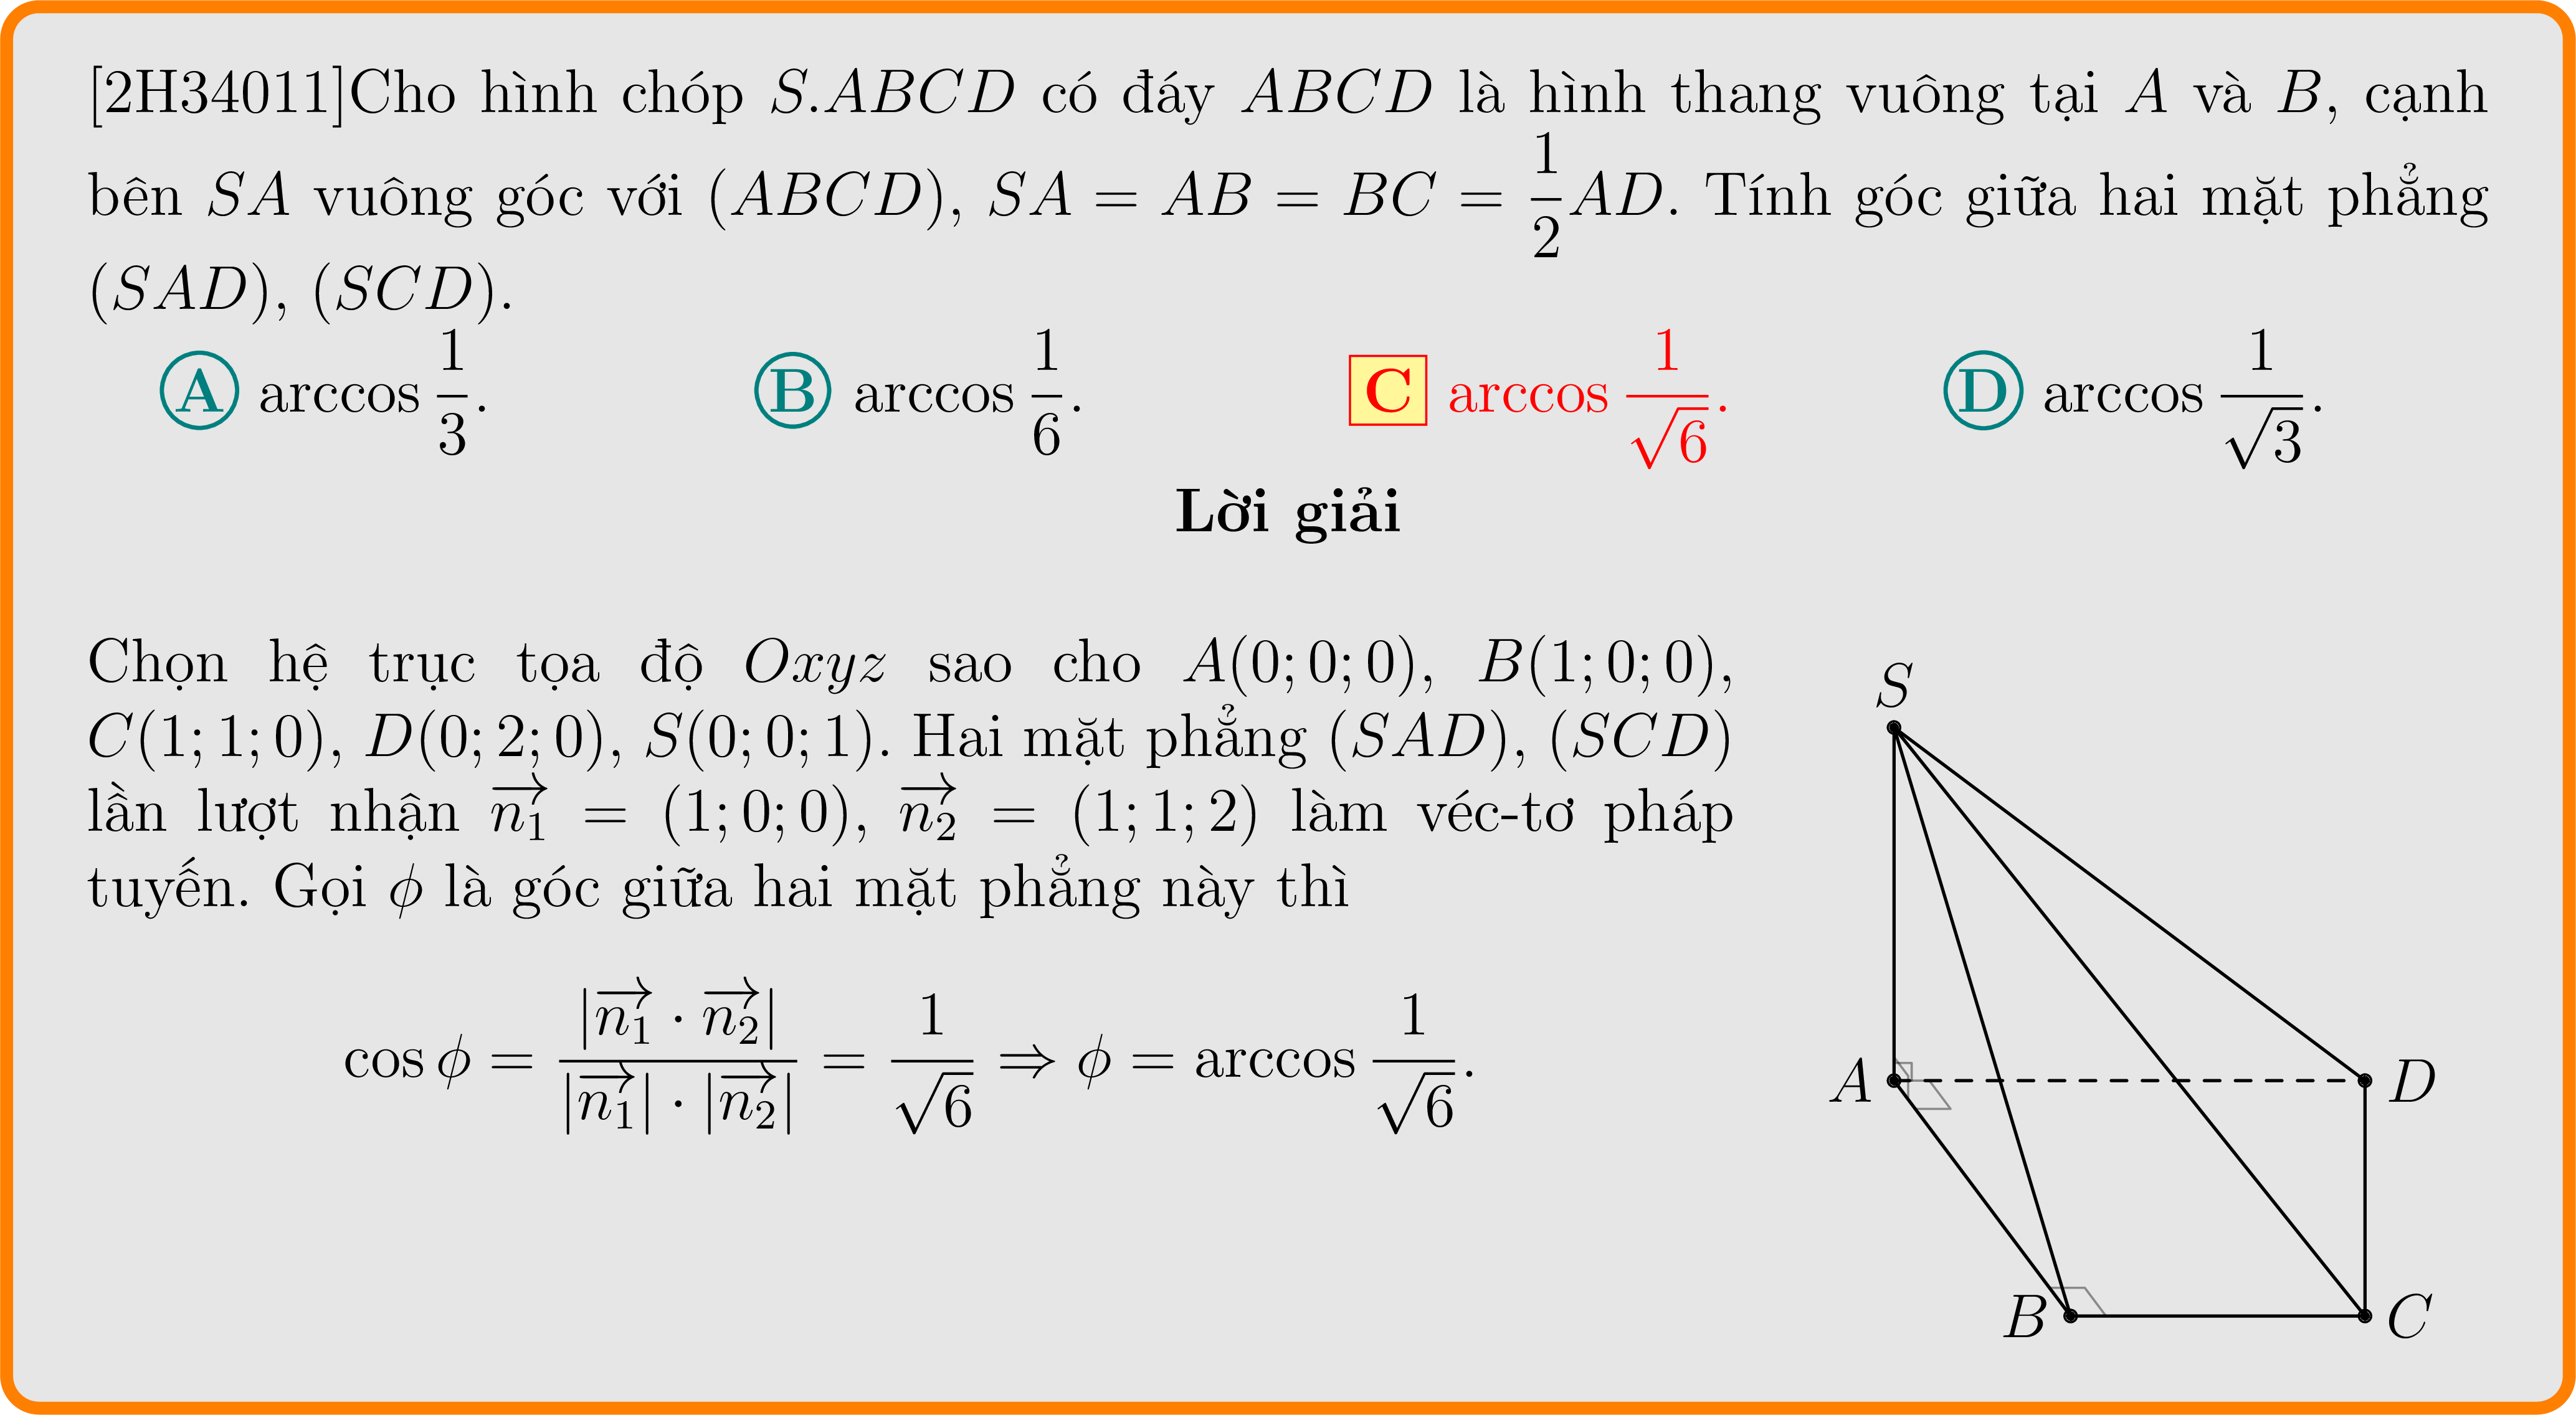 [2H34011]Cho hình chóp S.ABCD có đáy ABCD là hình thang vuông tại A và B, cạnh
bên SA vuông góc với (ABCD), SA = AB = BC = \frac{1}{2}AD. Tính góc giữa hai mặt phẳng
(SAD), (SCD).
A arccos \frac{1}{3}. B arccos \frac{1}{6}. C arccos \frac{1}{\sqrt{6}}. D arccos \frac{1}{\sqrt{3}}.
Lời giải
Chọn hệ trục tọa độ Oxyz sao cho A(0; 0; 0), B(1; 0; 0),
C(1; 1; 0), D(0; 2; 0), S(0; 0; 1). Hai mặt phẳng (SAD), (SCD)
lần lượt nhận \overrightarrow{n_1} = (1; 0; 0), \overrightarrow{n_2} = (1; 1; 2) làm véc-tơ pháp
tuyến. Gọi ϕ là góc giữa hai mặt phẳng này thì
cos ϕ = \frac{|\overrightarrow{n_1} · \overrightarrow{n_2}|}{|\overrightarrow{n_1}| · |\overrightarrow{n_2}|} = \frac{1}{\sqrt{6}} ⇒ ϕ = arccos \frac{1}{\sqrt{6}}.
S
A
D
B
C